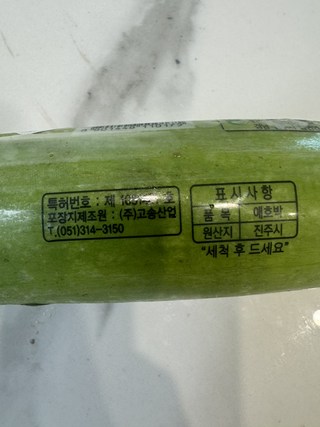 특허번호 : 제 호
포장지제조원 : (주)고송산업
T.(051)314-3150
표시사항
품 목 애호박
원산지 진주시
"세척 후 드세요"